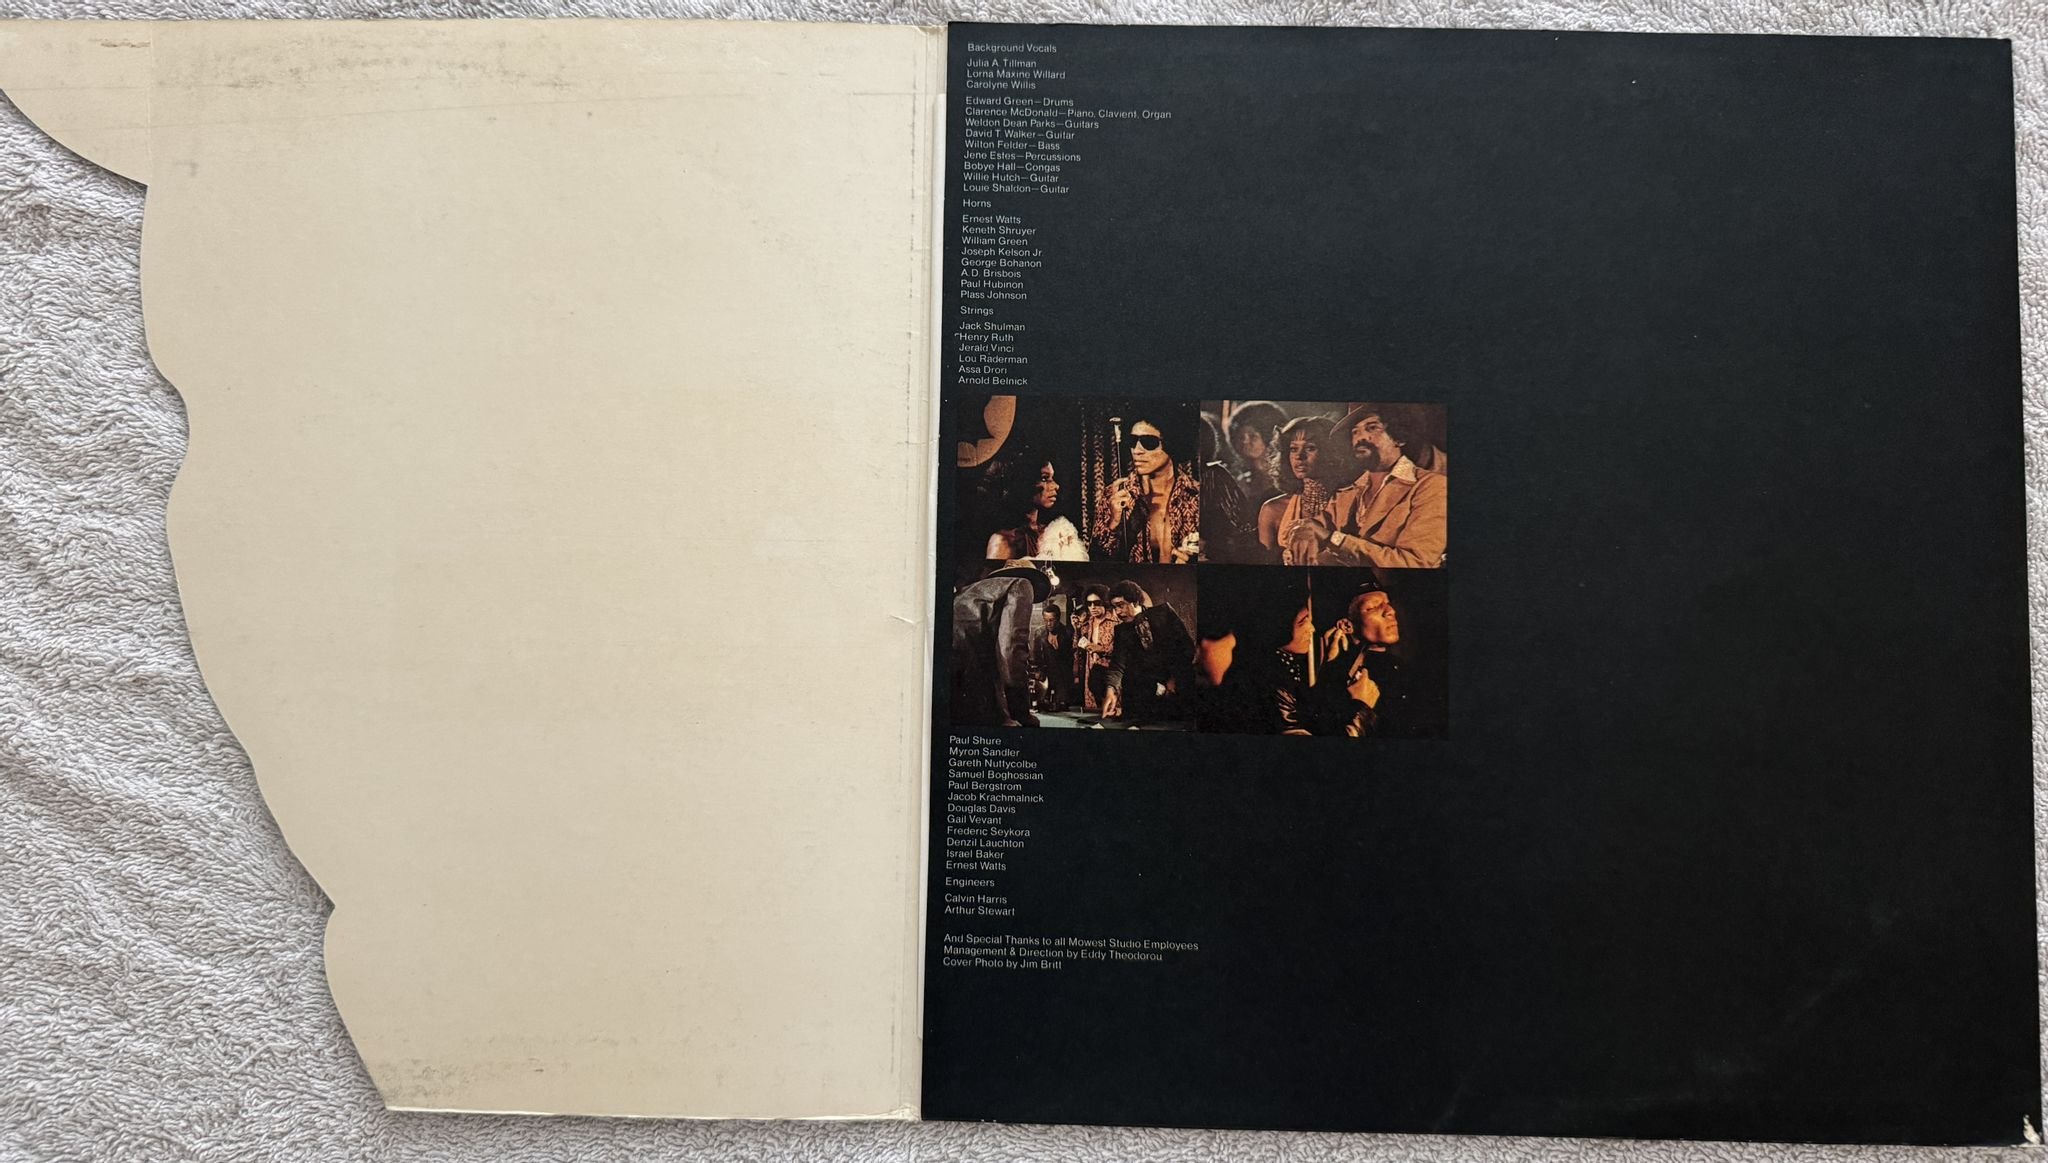 Background Vocals
Julia A. Tillman
Lorna Maxine Willard
Carolyne Willis
Edward Green—Drums
Clarence McDonald—Piano, Clavient, Organ
Weldon Dean Parks—Guitars
David T. Walker—Guitar
Wilton Felder—Bass
Jene Estes—Percussions
Bobye Hall—Congas
Willie Hutch—Guitar
Louie Shaldon—Guitar
Horns
Ernest Watts
Keneth Shruyer
William Green
Joseph Kelson Jr.
George Bohanon
A.D. Brisbois
Paul Hubinon
Plass Johnson
Strings
Jack Shulman
Henry Ruth
Jerald Vinci
Lou Raderman
Assa Drori
Arnold Belnick
Paul Shure
Myron Sandler
Gareth Nuttycolbe
Samuel Boghossian
Paul Bergstrom
Jacob Krachmalnick
Douglas Davis
Gail Vevant
Frederic Seykora
Denzil Lauchton
Israel Baker
Ernest Watts
Engineers
Calvin Harris
Arthur Stewart
And Special Thanks to all Mowest Studio Employees
Management & Direction by Eddy Theodorou
Cover Photo by Jim Britt